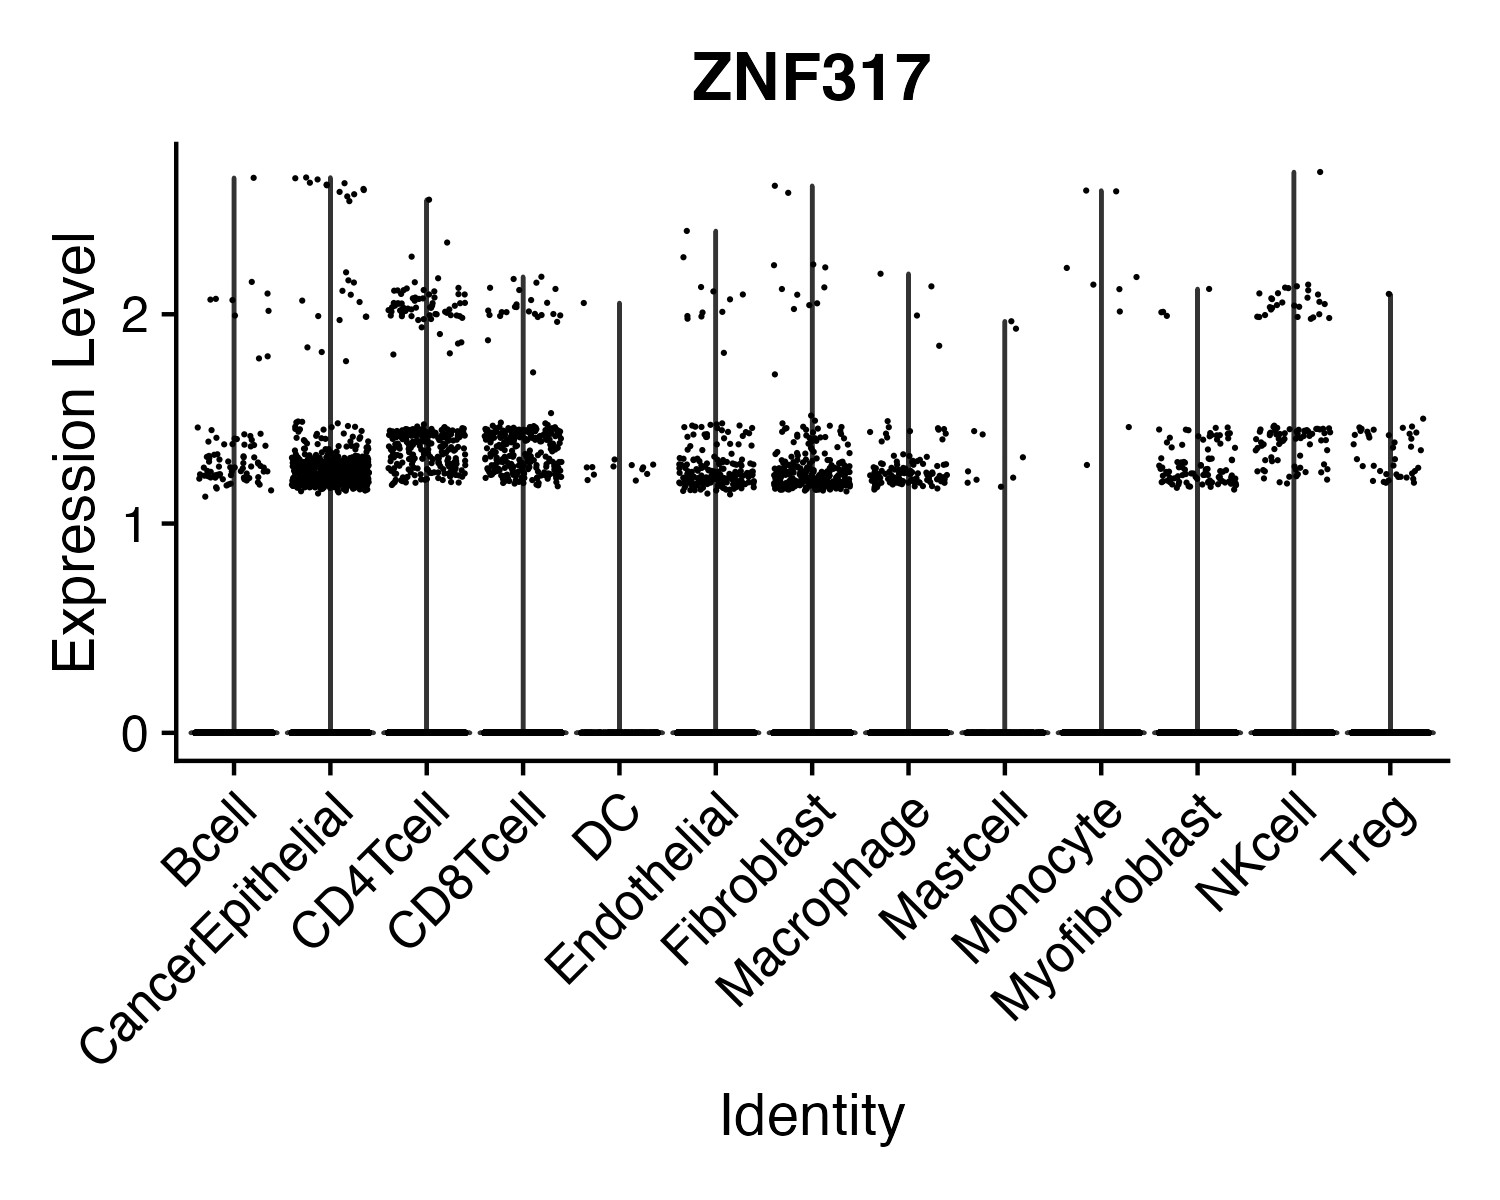 ZNF317
Expression Level
2
1
0
Bcell
CancerEpithelial
CD4Tcell
CD8Tcell
DC
Endothelial
Fibroblast
Macrophage
Mastcell
Monocyte
Myofibroblast
NKcell
Treg
Identity